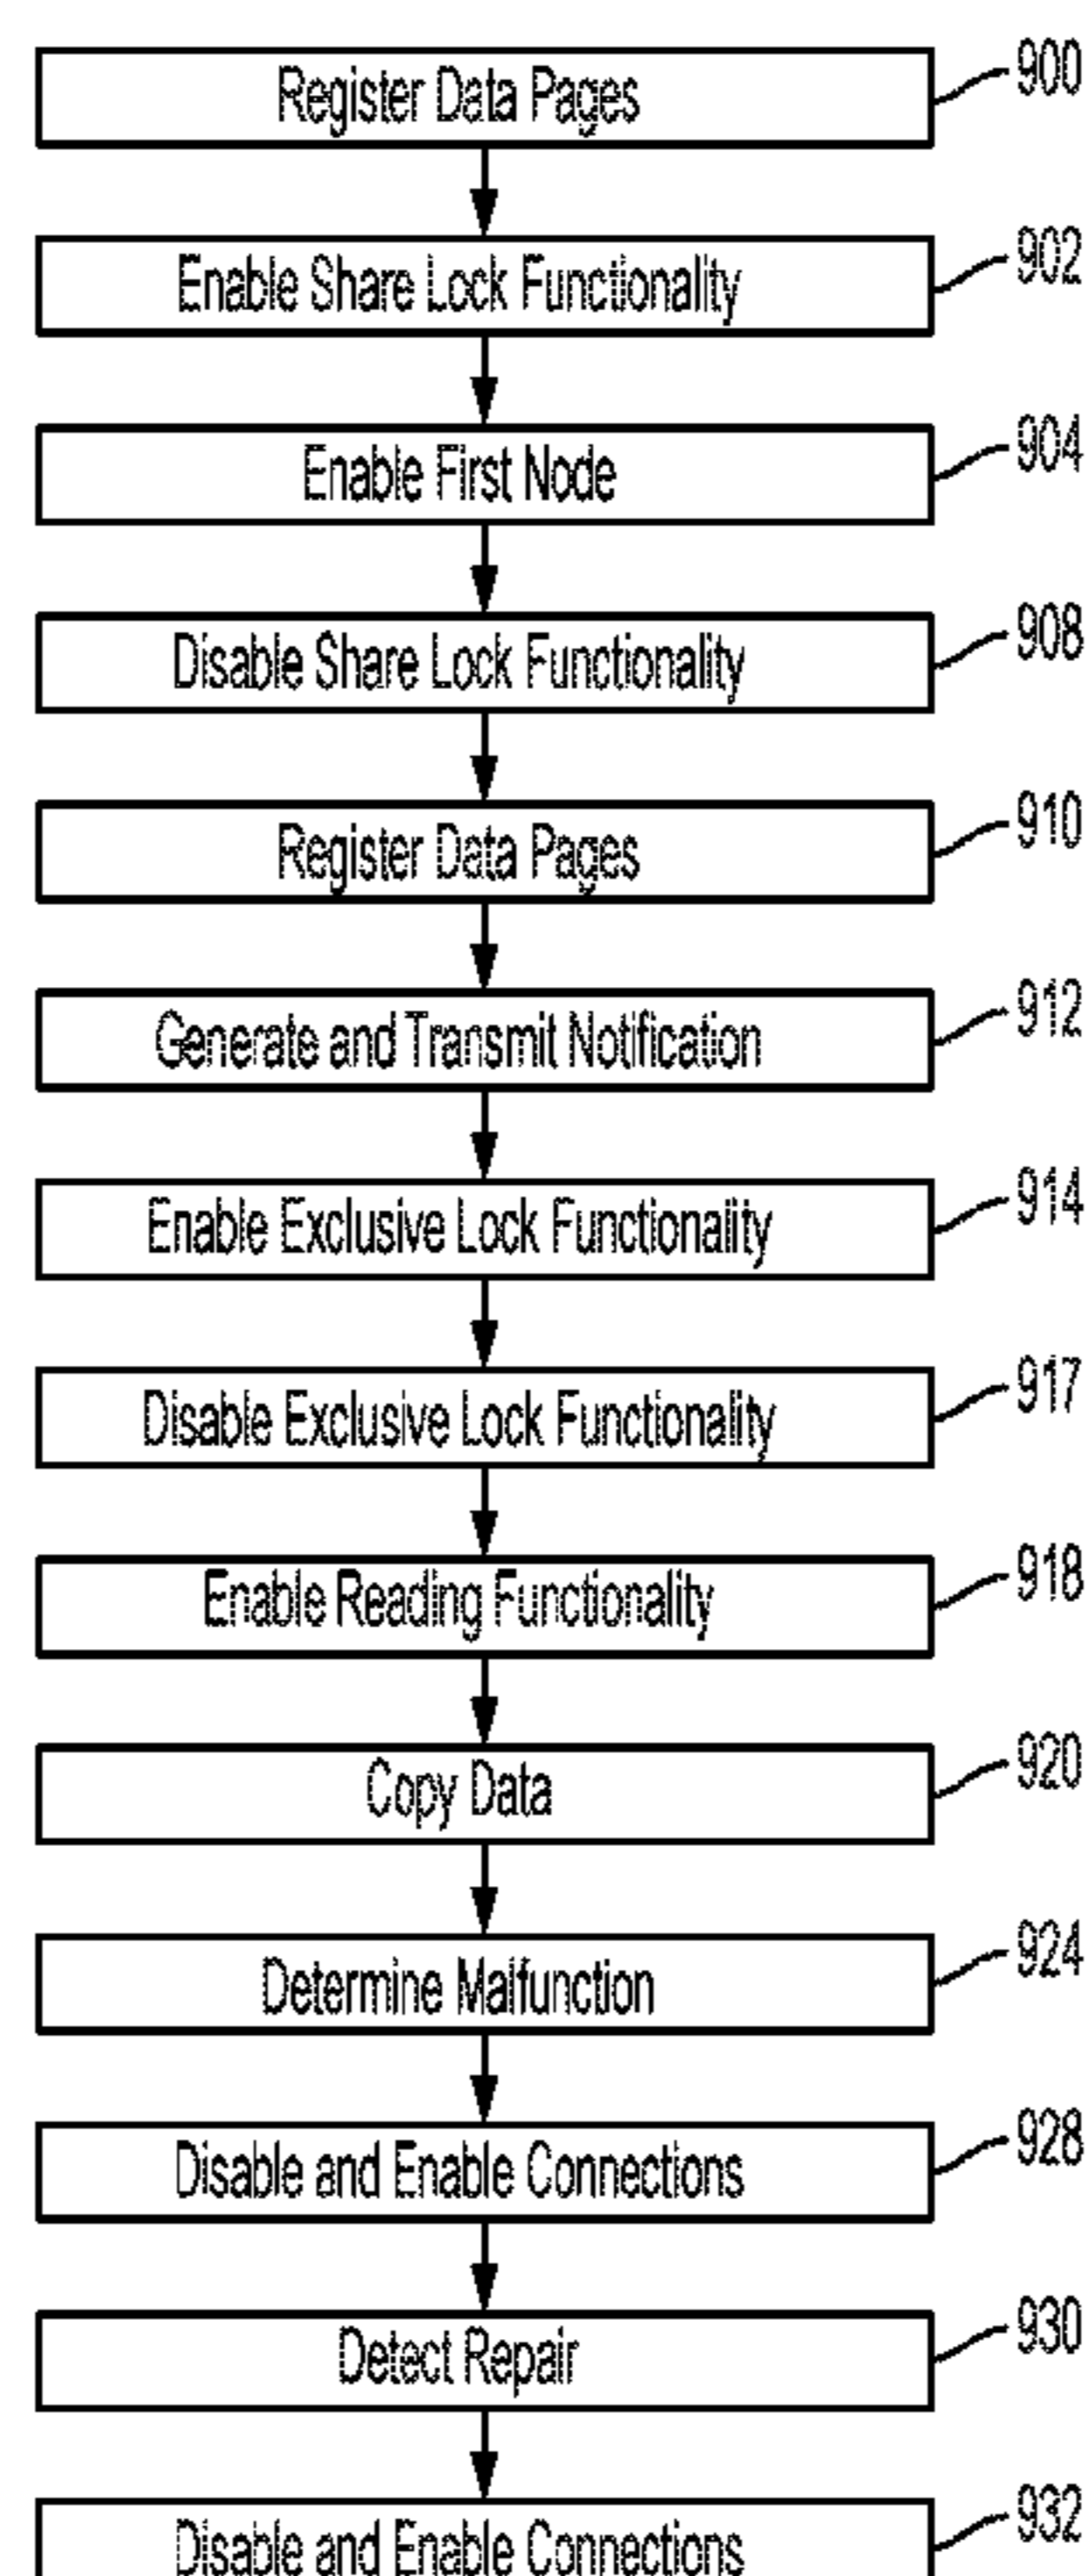 Register Data Pages 900
Enable Share Lock Functionality 902
Enable First Node 904
Disable Share Lock Functionality 908
Register Data Pages 910
Generate and Transmit Notification 912
Enable Exclusive Lock Functionality 914
Disable Exclusive Lock Functionality 917
Enable Reading Functionality 918
Copy Data 920
Determine Malfunction 924
Disable and Enable Connections 928
Detect Repair 930
Disable and Enable Connections 932